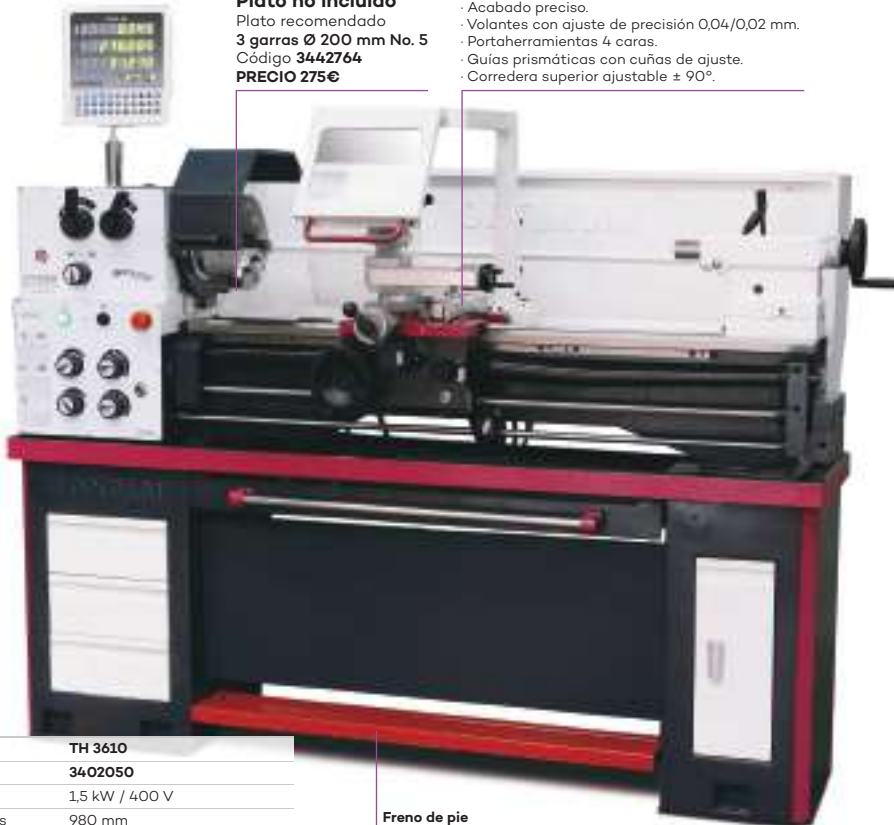 Plato no incluido
Plato recomendado
3 garras Ø 200 mm No. 5
Código 3442764
PRECIO 275€
· Acabado preciso.
· Volantes con ajuste de precisión 0,04/0,02 mm.
· Portaherramientas 4 caras.
· Guías prismáticas con cuñas de ajuste.
· Corredera superior ajustable ± 90°.
TH 3610
3402050
1,5 kW / 400 V
s 980 mm
Freno de pie